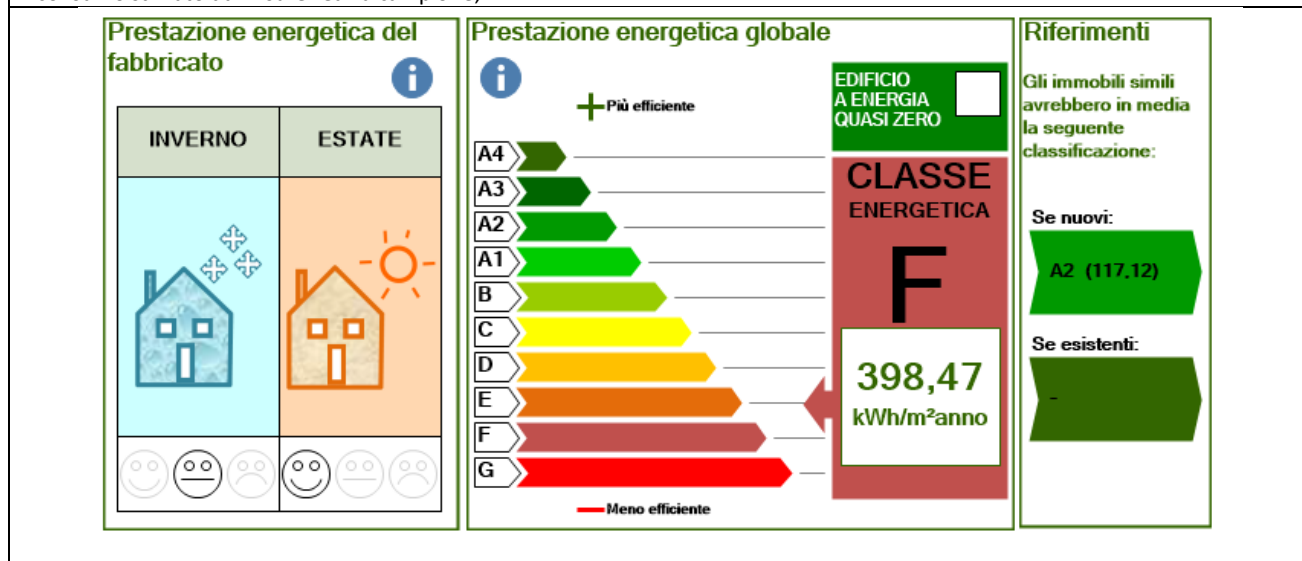 Prestazione energetica del
fabbricato
i
INVERNO
ESTATE
Prestazione energetica globale
i
Più efficiente
A4
A3
A2
A1
B
C
D
E
F
G
Meno efficiente
EDIFICIO
A ENERGIA
QUASI ZERO
CLASSE
ENERGETICA
F
398,47
kWh/m²anno
Riferimenti
Gli immobili simili
avrebbero in media
la seguente
classificazione:
Se nuovi:
A2 (117,12)
Se esistenti:
-